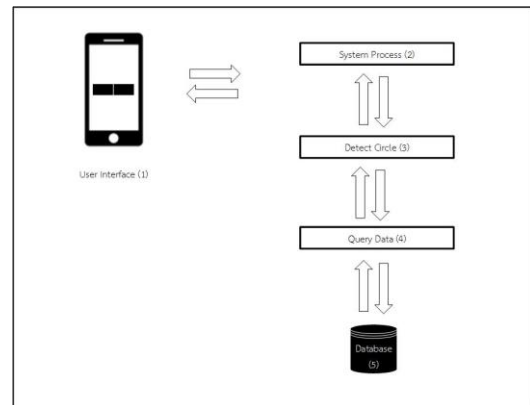 System Process (2)
Detect Circle (3)
User Interface (1)
Query Data (4)
Database
(5)